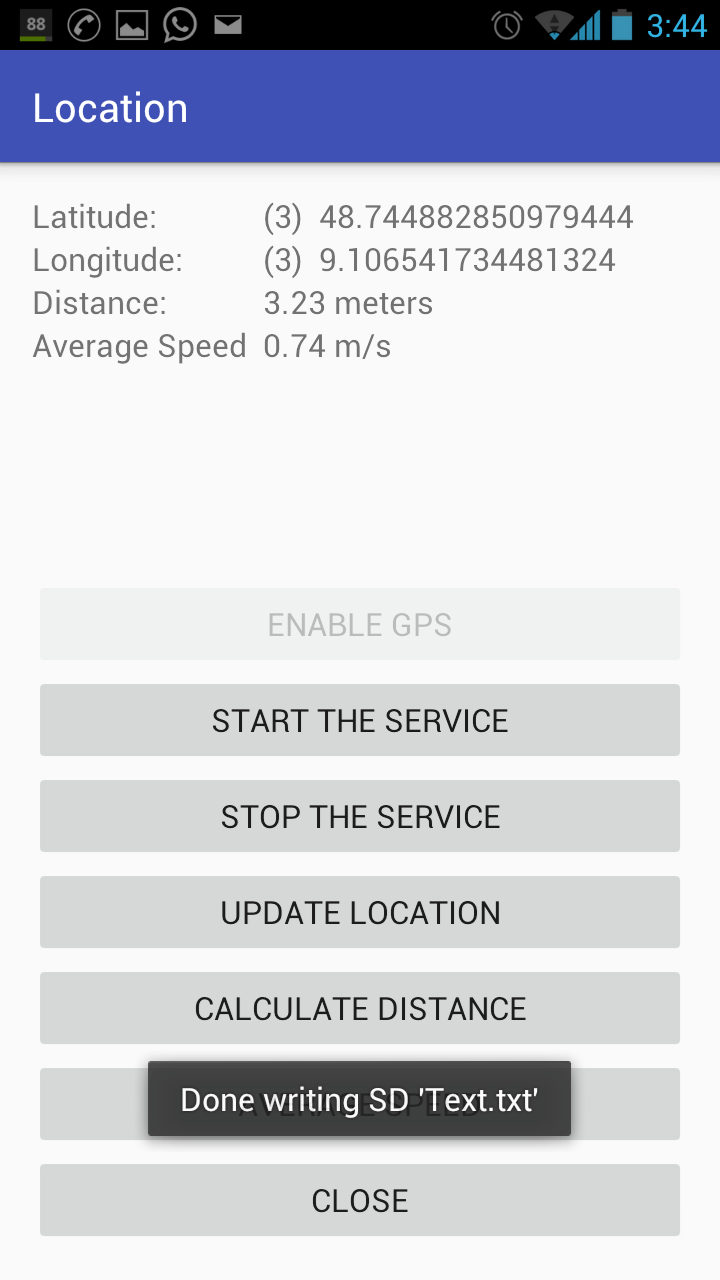 88
3:44
Location
Latitude: (3) 48.744882850979444
Longitude: (3) 9.106541734481324
Distance: 3.23 meters
Average Speed 0.74 m/s
ENABLE GPS
START THE SERVICE
STOP THE SERVICE
UPDATE LOCATION
CALCULATE DISTANCE
AVERAGE SPEED
Done writing SD 'Text.txt'
CLOSE